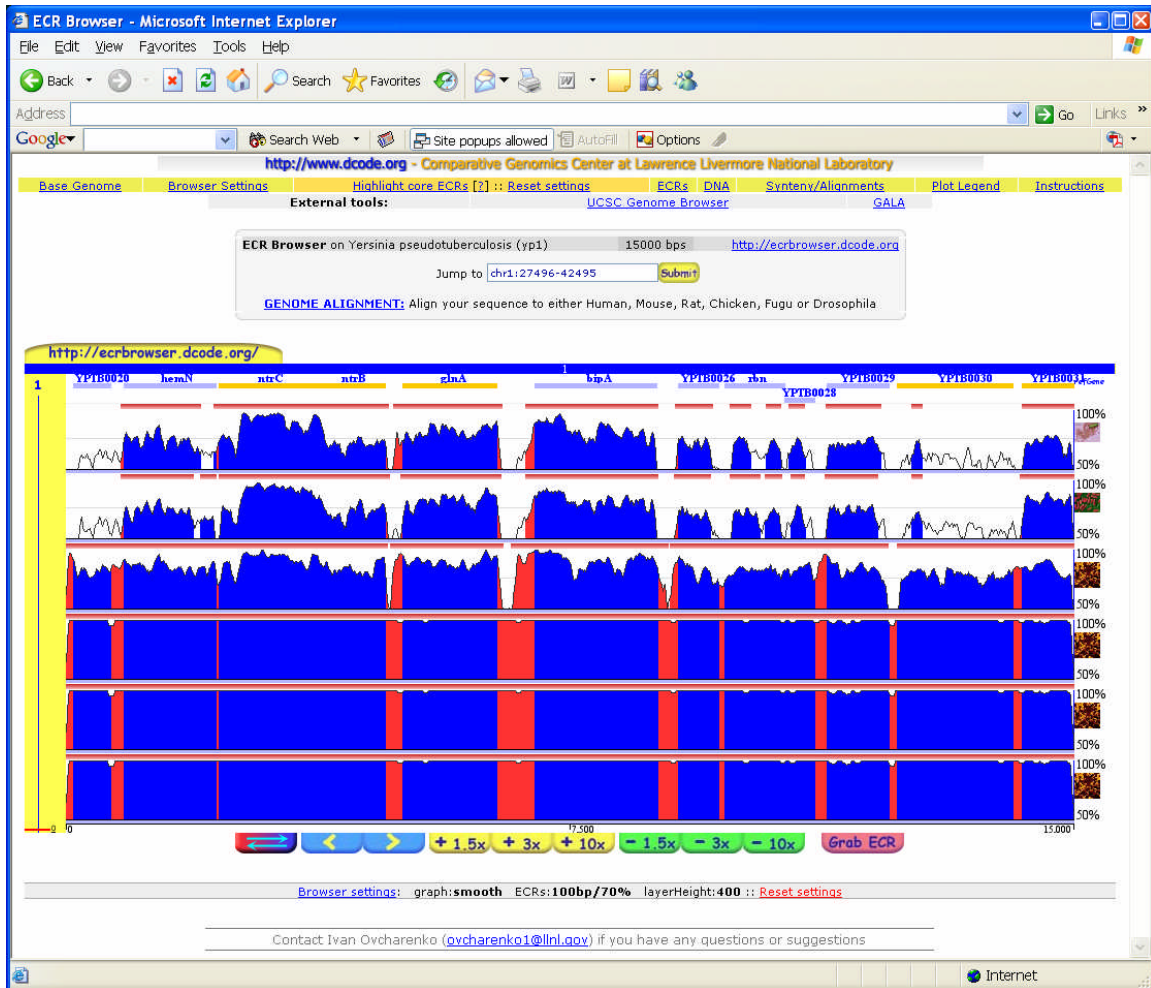 ECR Browser - Microsoft Internet Explorer
File Edit View Favorites Tools Help
Back Search Favorites
Address Go Links »
Google Search Web Site popups allowed AutoFill Options
http://www.dcode.org - Comparative Genomics Center at Lawrence Livermore National Laboratory
Base Genome Browser Settings Highlight core ECRs [?] :: Reset settings ECRs DNA Synteny/Alignments Plot Legend Instructions
External tools: UCSC Genome Browser GALA
ECR Browser on Yersinia pseudotuberculosis (yp1) 15000 bps http://ecrbrowser.dcode.org
Jump to chr1:27496-42495 Submit
GENOME ALIGNMENT: Align your sequence to either Human, Mouse, Rat, Chicken, Fugu or Drosophila
http://ecrbrowser.dcode.org/
1
1 YPTB0020 hemN ntrC ntrB glnA bipA YPTB0026 rbn YPTB0029 YPTB0030
YPTB0028
100%
50%
100%
50%
100%
50%
100%
50%
100%
50%
100%
50%
0 0 7.500 15.000
+ 1.5x + 3x + 10x - 1.5x - 3x - 10x Grab ECR
Browser settings: graph:smooth ECRs:100bp/70% layerHeight:400 :: Reset settings
Contact Ivan Ovcharenko (ovcharenko1@llnl.gov) if you have any questions or suggestions
Internet